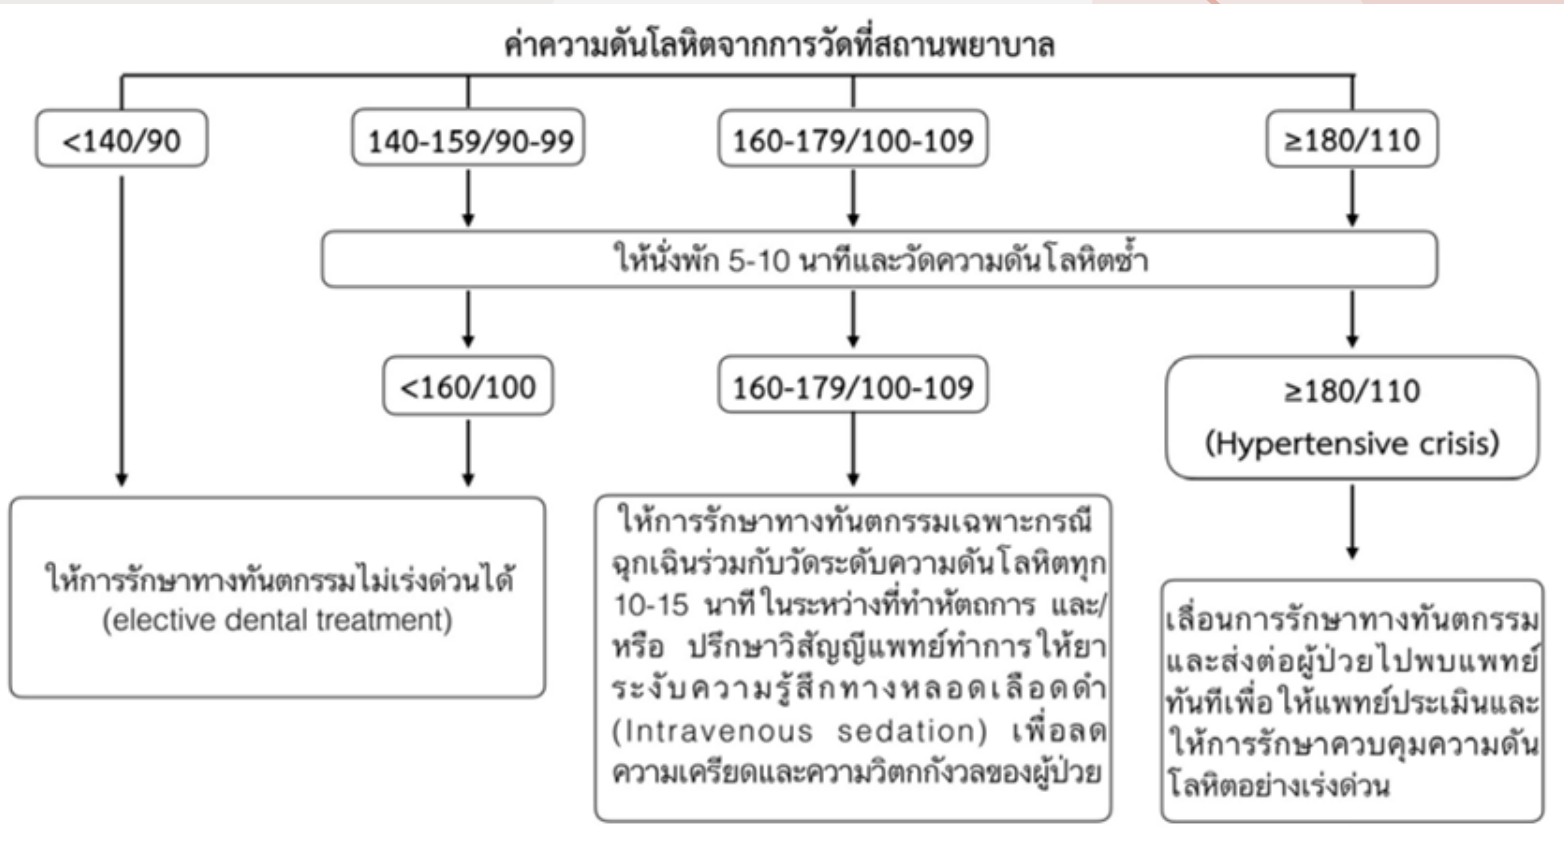 ค่าความดันโลหิตจากการวัดที่สถานพยาบาล
<140/90
140-159/90-99
160-179/100-109
≥180/110
ให้นั่งพัก 5-10 นาทีและวัดความดันโลหิตซ้ำ
<160/100
160-179/100-109
≥180/110
(Hypertensive crisis)
ให้การรักษาทางทันตกรรมไม่เร่งด่วนได้
(elective dental treatment)
ให้การรักษาทางทันตกรรมเฉพาะกรณี
ฉุกเฉินร่วมกับวัดระดับความดันโลหิตทุก
10-15 นาที ในระหว่างที่ทำหัตถการ และ/
หรือ ปรึกษาวิสัญญีแพทย์ทำการให้ยา
ระงับความรู้สึกทางหลอดเลือดดำ
(Intravenous sedation) เพื่อลด
ความเครียดและความวิตกกังวลของผู้ป่วย
เลื่อนการรักษาทางทันตกรรม
และส่งต่อผู้ป่วยไปพบแพทย์
ทันทีเพื่อให้แพทย์ประเมินและ
ให้การรักษาควบคุมความดัน
โลหิตอย่างเร่งด่วน